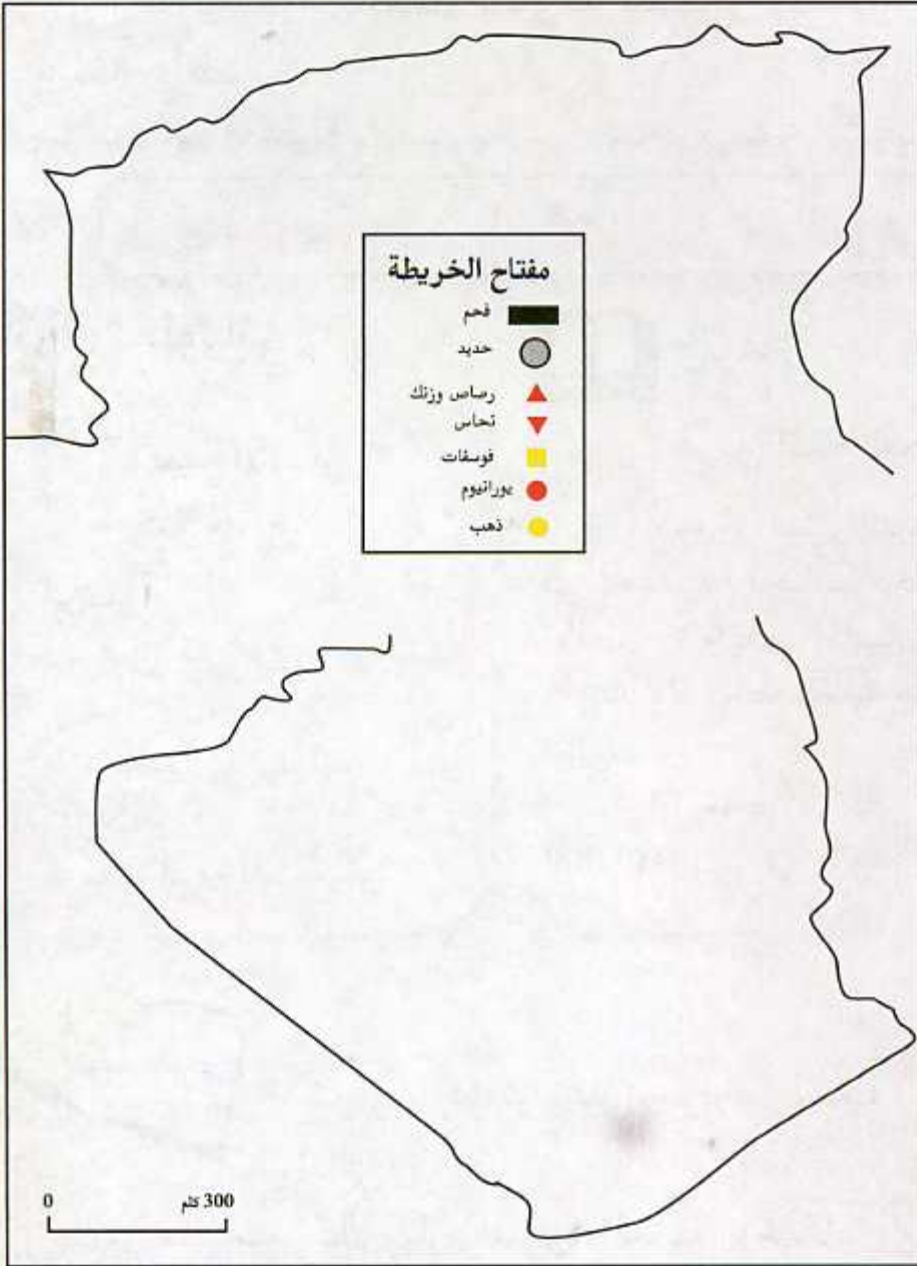 مفتاح الخريطة
فحم
حديد
رصاص وزنك
نحاس
فوسفات
يورانيوم
ذهب
0 300 كلم